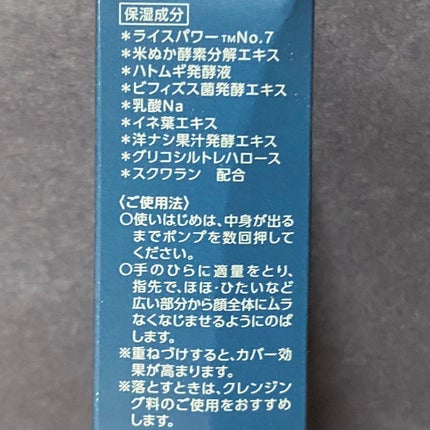 保湿成分
＊ライスパワー™No.7
＊米ぬか酵素分解エキス
＊ハトムギ発酵液
＊ビフィズス菌発酵エキス
＊乳酸Na
＊イネ葉エキス
＊洋ナシ果汁発酵エキス
＊グリコシルトレハロース
＊スクワラン　配合
〈ご使用法〉
○使いはじめは、中身が出る
までポンプを数回押して
ください。
○手のひらに適量をとり、
指先で、ほほ・ひたいなど
広い部分から顔全体にムラ
なくなじませるようにのば
します。
※重ねづけすると、カバー効
果が高まります。
※落とすときは、クレンジン
グ料のご使用をおすすめ
します。